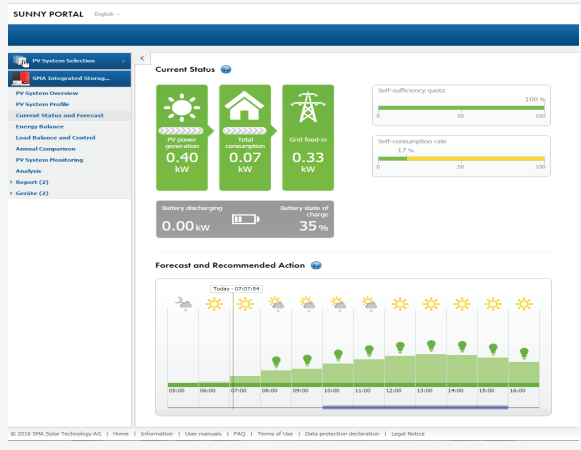 SUNNY PORTAL English
PV System Selection
SMA Integrated Storag...
PV System Overview
PV System Profile
Current Status and Forecast
Energy Balance
Load Balance and Control
Annual Comparison
PV System Monitoring
Analysis
Report (2)
Geräte (2)
Current Status ?
PV power generation
0.40
kW
Total consumption
0.07
kW
Grid feed-in
0.33
kW
Self-sufficiency quota
100 %
0 50 100
Self-consumption rate
17 %
0 50 100
Battery discharging
0.00 kW
Battery state of charge
35 %
Forecast and Recommended Action ?
Today - 07:07:54
05:00 06:00 07:00 08:00 09:00 10:00 11:00 12:00 13:00 14:00 15:00 16:00
© 2016 SMA Solar Technology AG | Home | Information | User manuals | FAQ | Terms of Use | Data protection declaration | Legal Notice